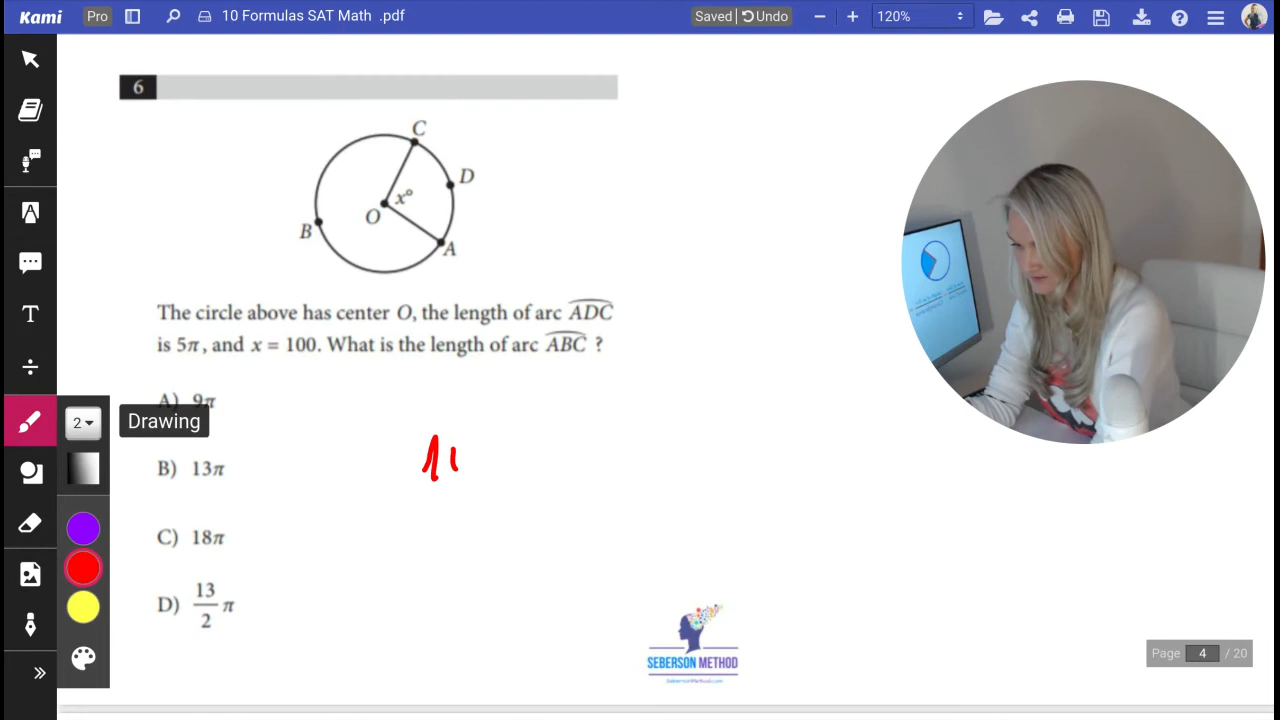 Kami Pro 10 Formulas SAT Math .pdf Saved Undo 120%
6
C
D
x°
O
B
A
The circle above has center O, the length of arc ADC
is 5π, and x = 100. What is the length of arc ABC ?
A) 9π
2 Drawing
B) 13π
C) 18π
D) 13/2 π
SEBERSON METHOD
Page 4 / 20